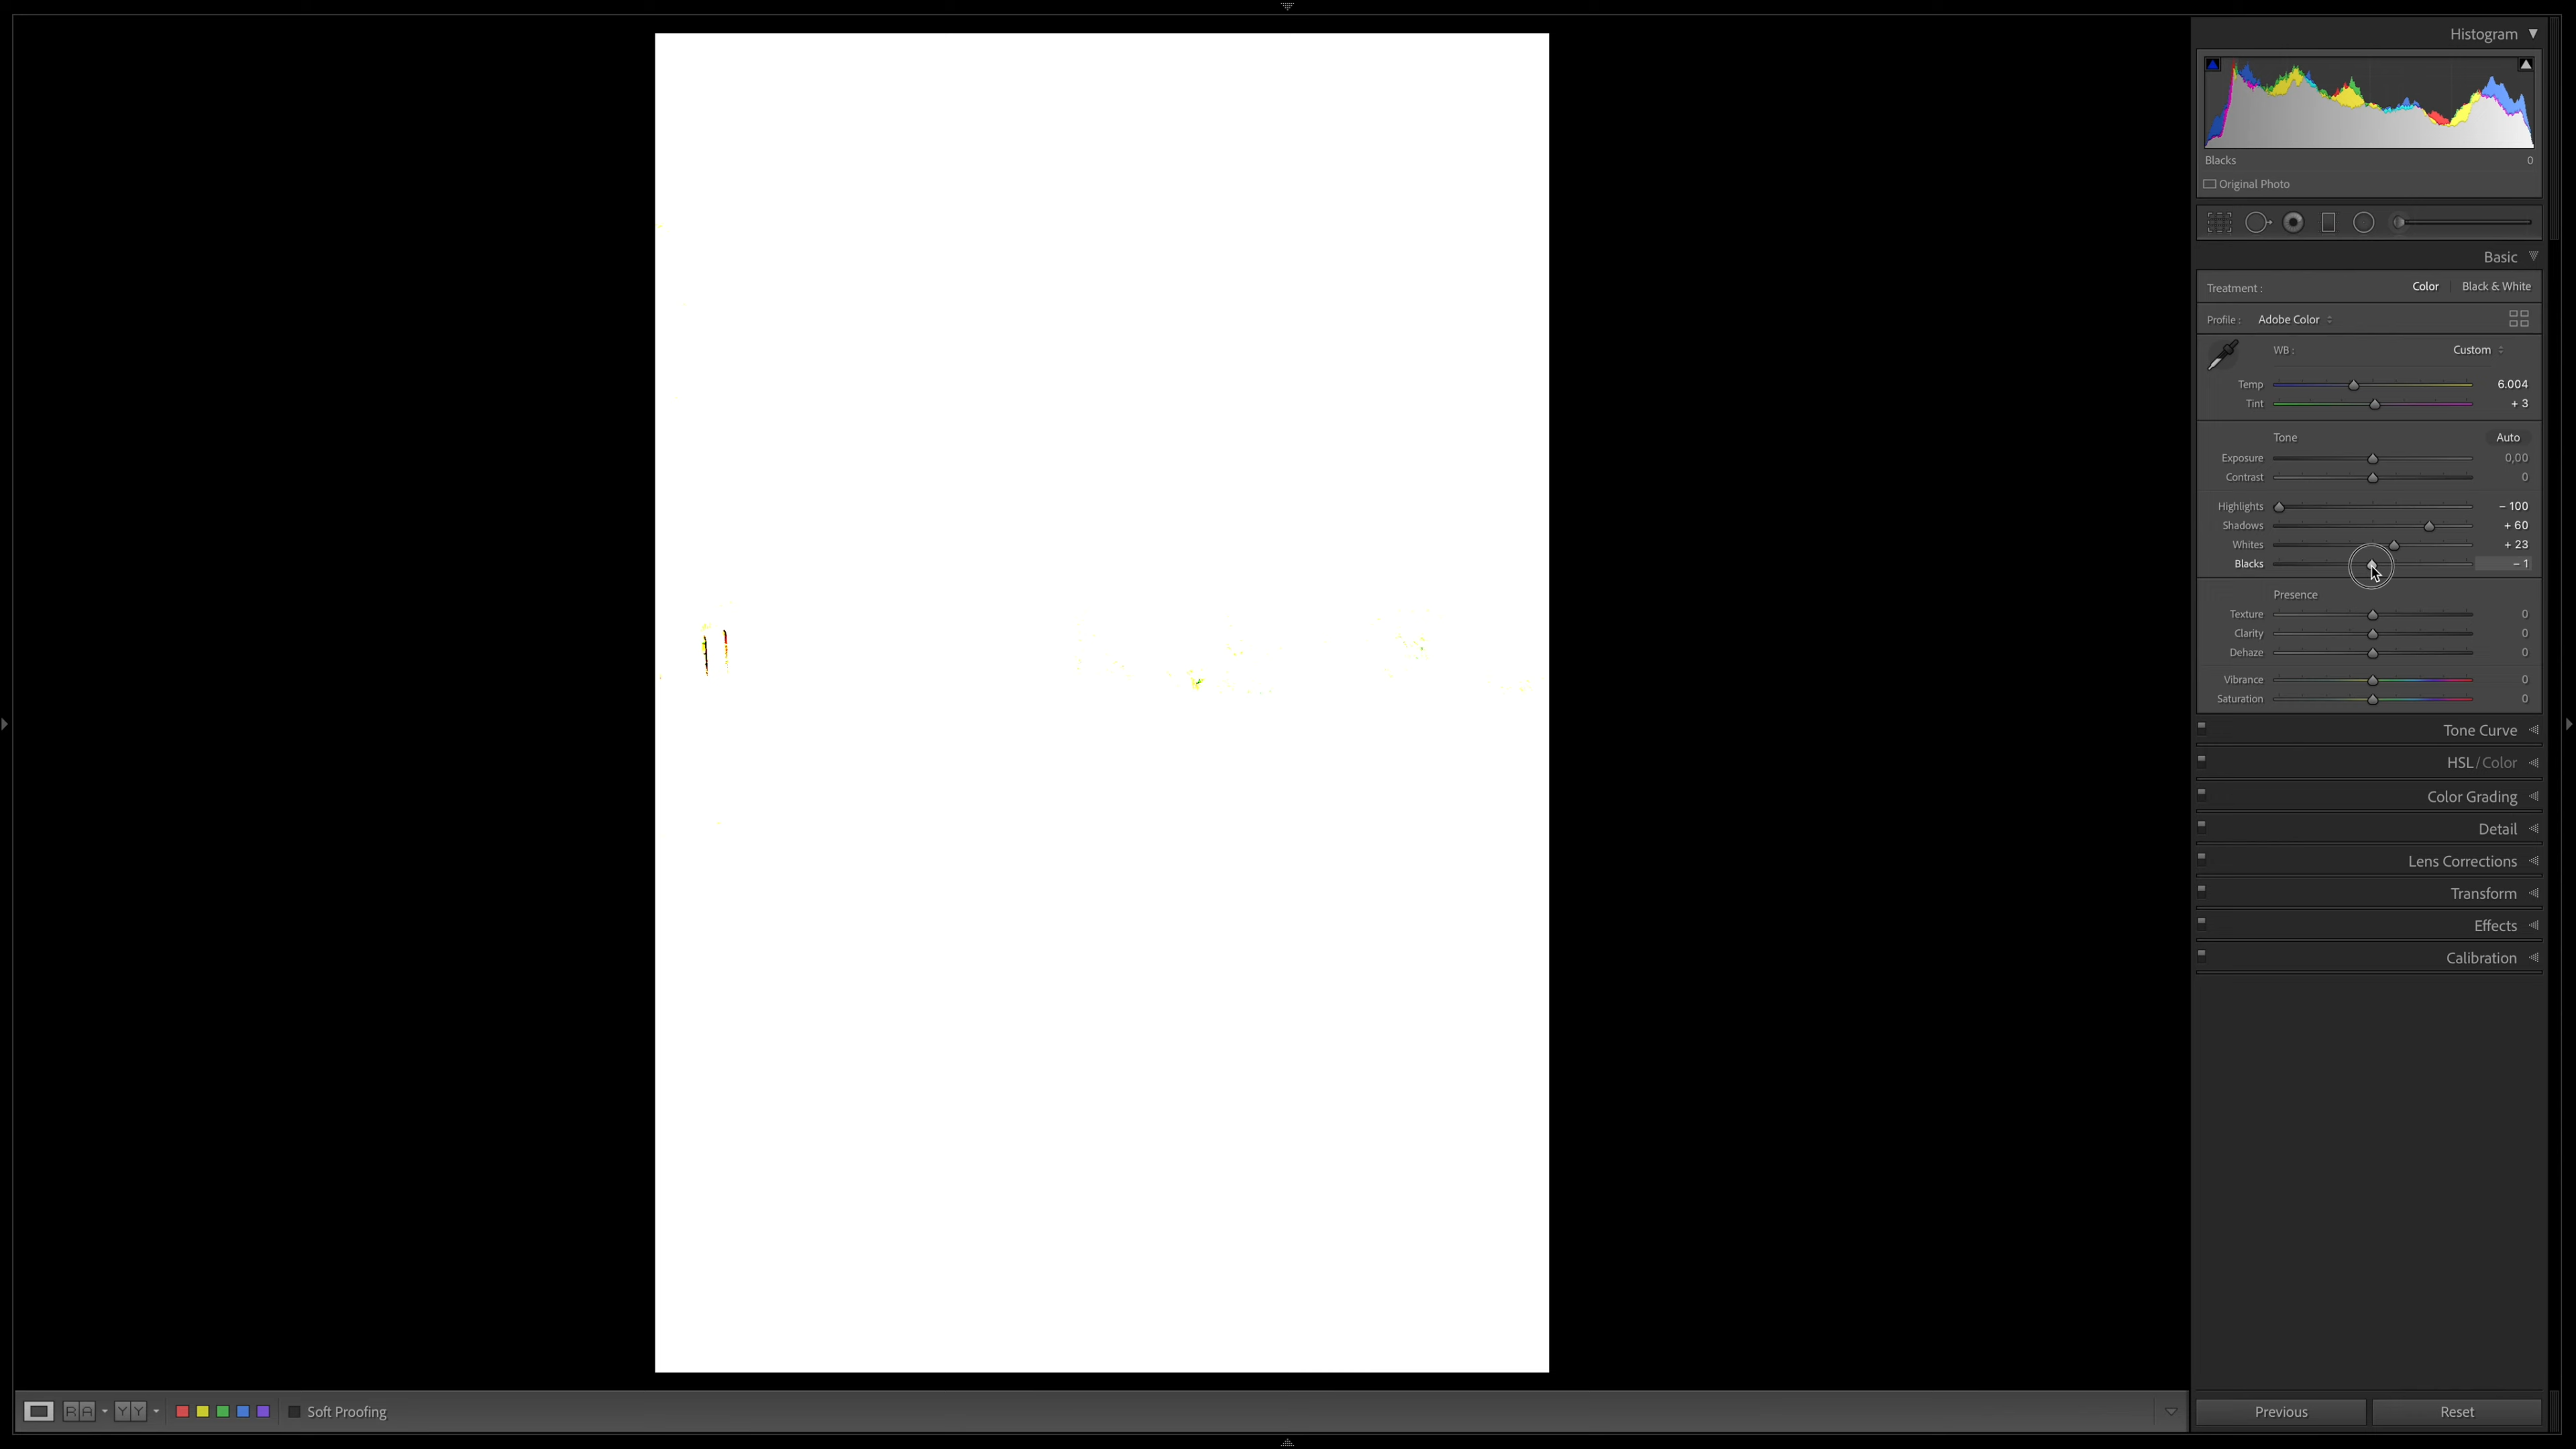 Histogram
Blacks 0
Original Photo
Basic
Treatment : Color Black & White
Profile : Adobe Color
WB : Custom
Temp 6.004
Tint + 3
Tone Auto
Exposure 0,00
Contrast 0
Highlights − 100
Shadows + 60
Whites + 23
Blacks − 1
Presence
Texture 0
Clarity 0
Dehaze 0
Vibrance 0
Saturation 0
Tone Curve
HSL / Color
Color Grading
Detail
Lens Corrections
Transform
Effects
Calibration
RA YY Soft Proofing Previous Reset